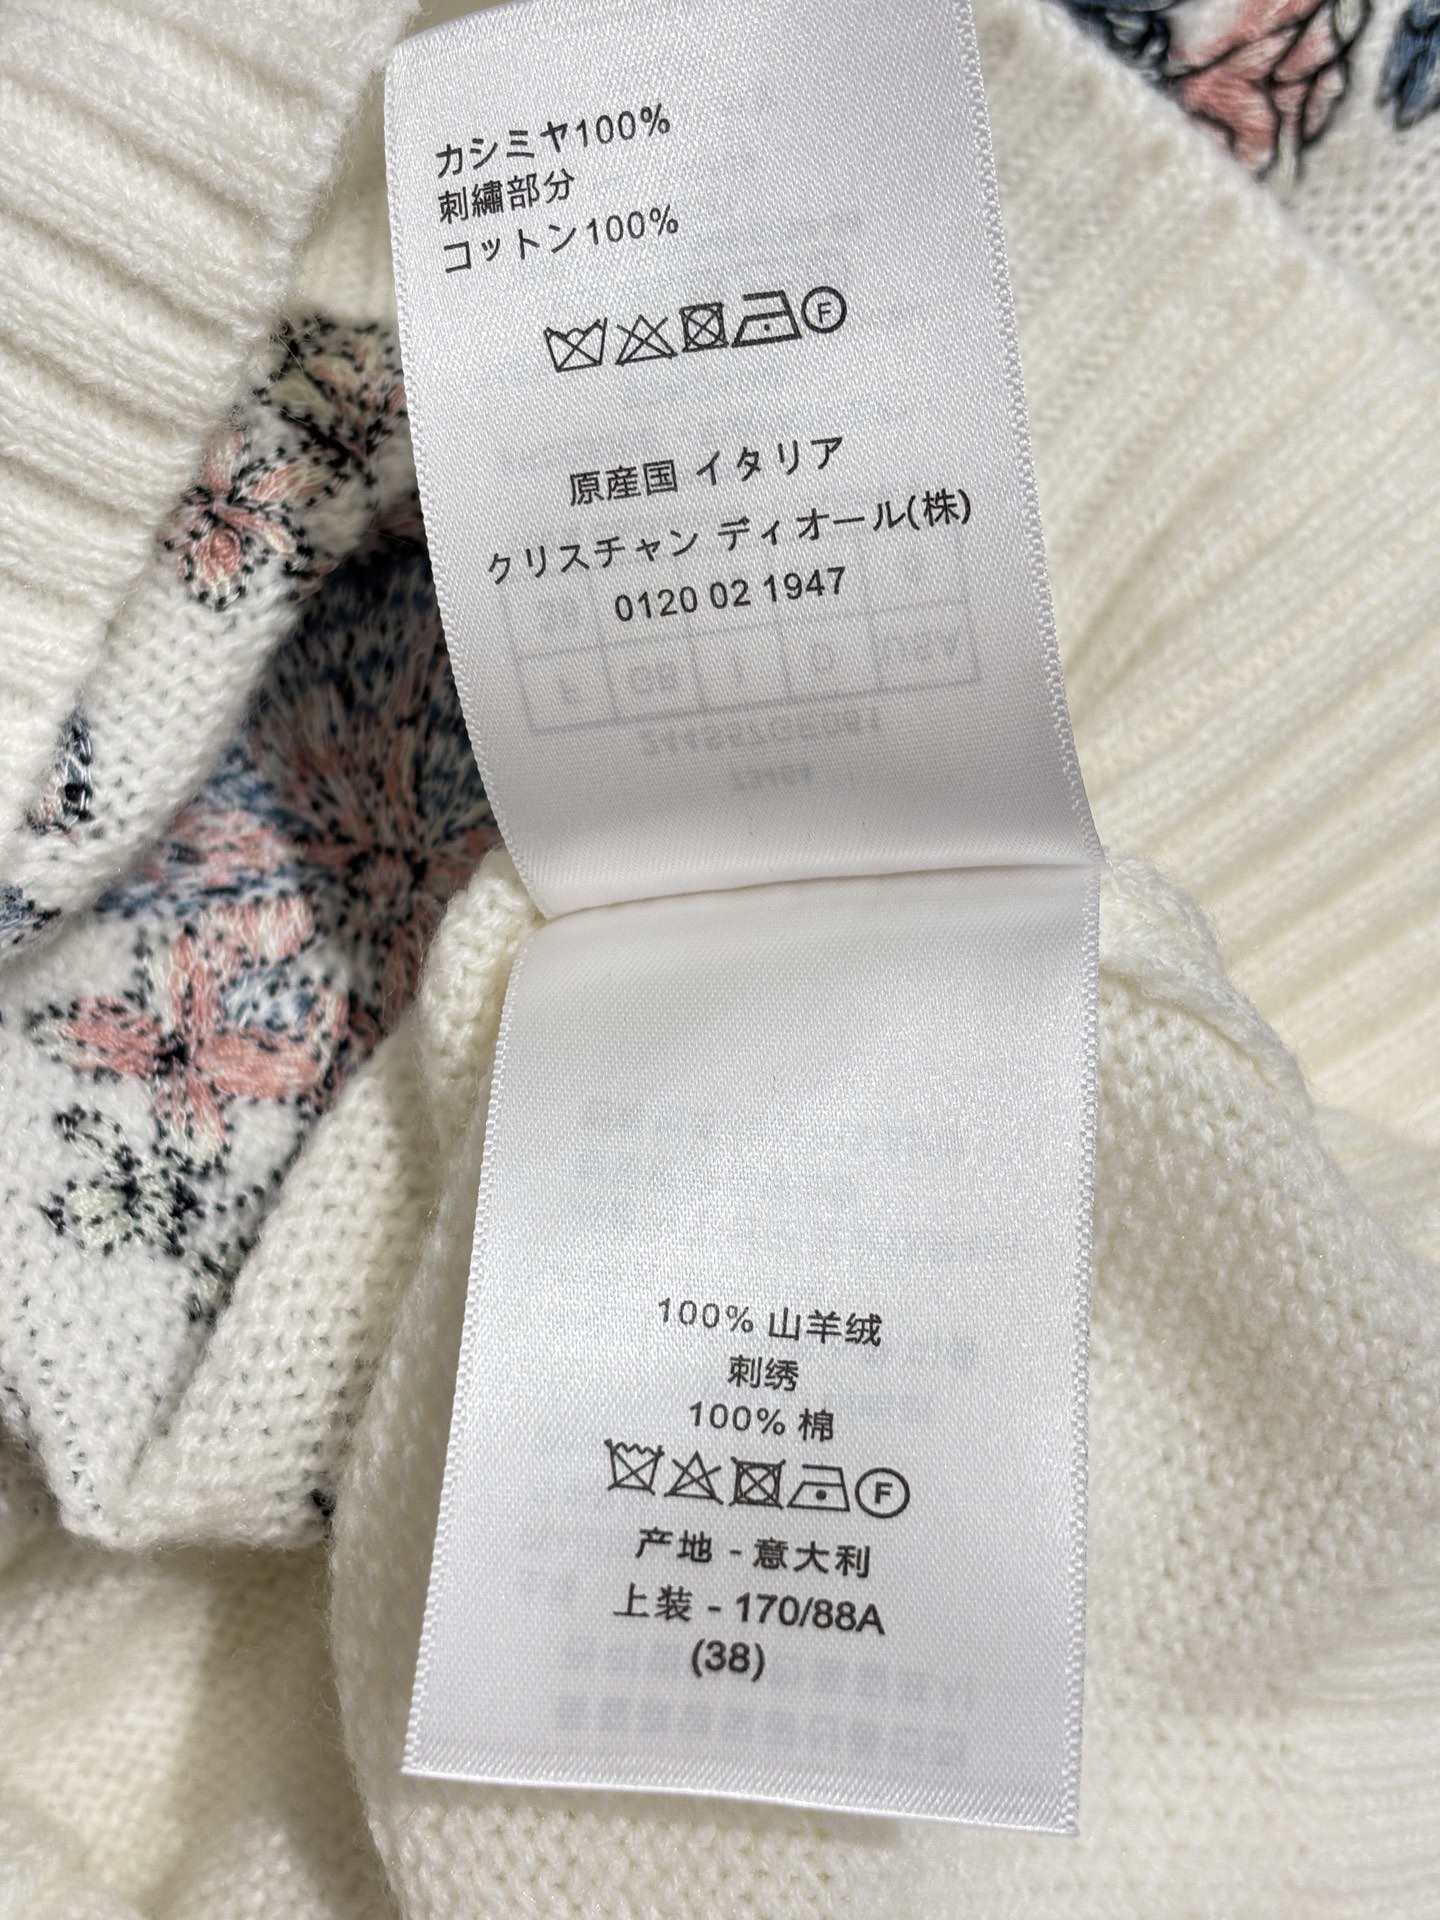 カシミヤ100%
刺繍部分
コットン100%
F
原産国 イタリア
クリスチャン ディオール(株)
0120 02 1947
100% 山羊绒
刺绣
100% 棉
F
产地 - 意大利
上装 - 170/88A
(38)